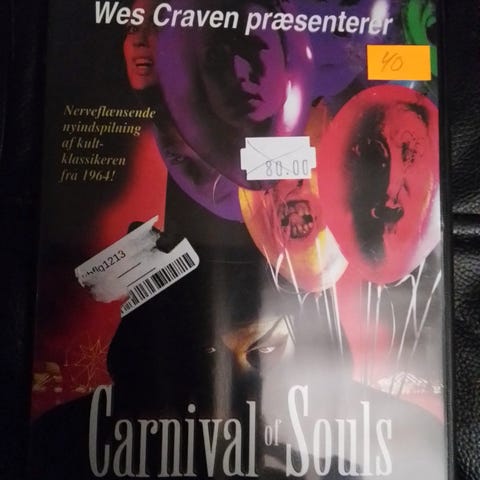 Wes Craven præsenterer
40
Nerveflænsende
nyindspilning
af kult-
klassikeren
fra 1964!
80.00
Carnival of Souls